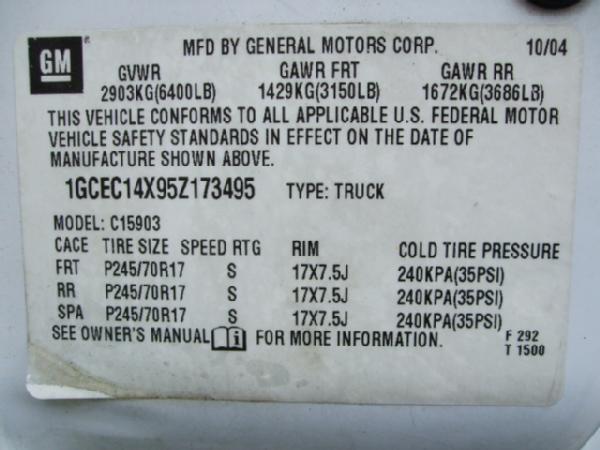 GM MFD BY GENERAL MOTORS CORP. 10/04
GVWR GAWR FRT GAWR RR
2903KG(6400LB) 1429KG(3150LB) 1672KG(3686LB)
THIS VEHICLE CONFORMS TO ALL APPLICABLE U.S. FEDERAL MOTOR
VEHICLE SAFETY STANDARDS IN EFFECT ON THE DATE OF
MANUFACTURE SHOWN ABOVE.
1GCEC14X95Z173495 TYPE: TRUCK
MODEL: C15903
CACE TIRE SIZE SPEED RTG RIM COLD TIRE PRESSURE
FRT P245/70R17 S 17X7.5J 240KPA(35PSI)
RR P245/70R17 S 17X7.5J 240KPA(35PSI)
SPA P245/70R17 S 17X7.5J 240KPA(35PSI)
SEE OWNER'S MANUAL i FOR MORE INFORMATION. F 292
T 1500